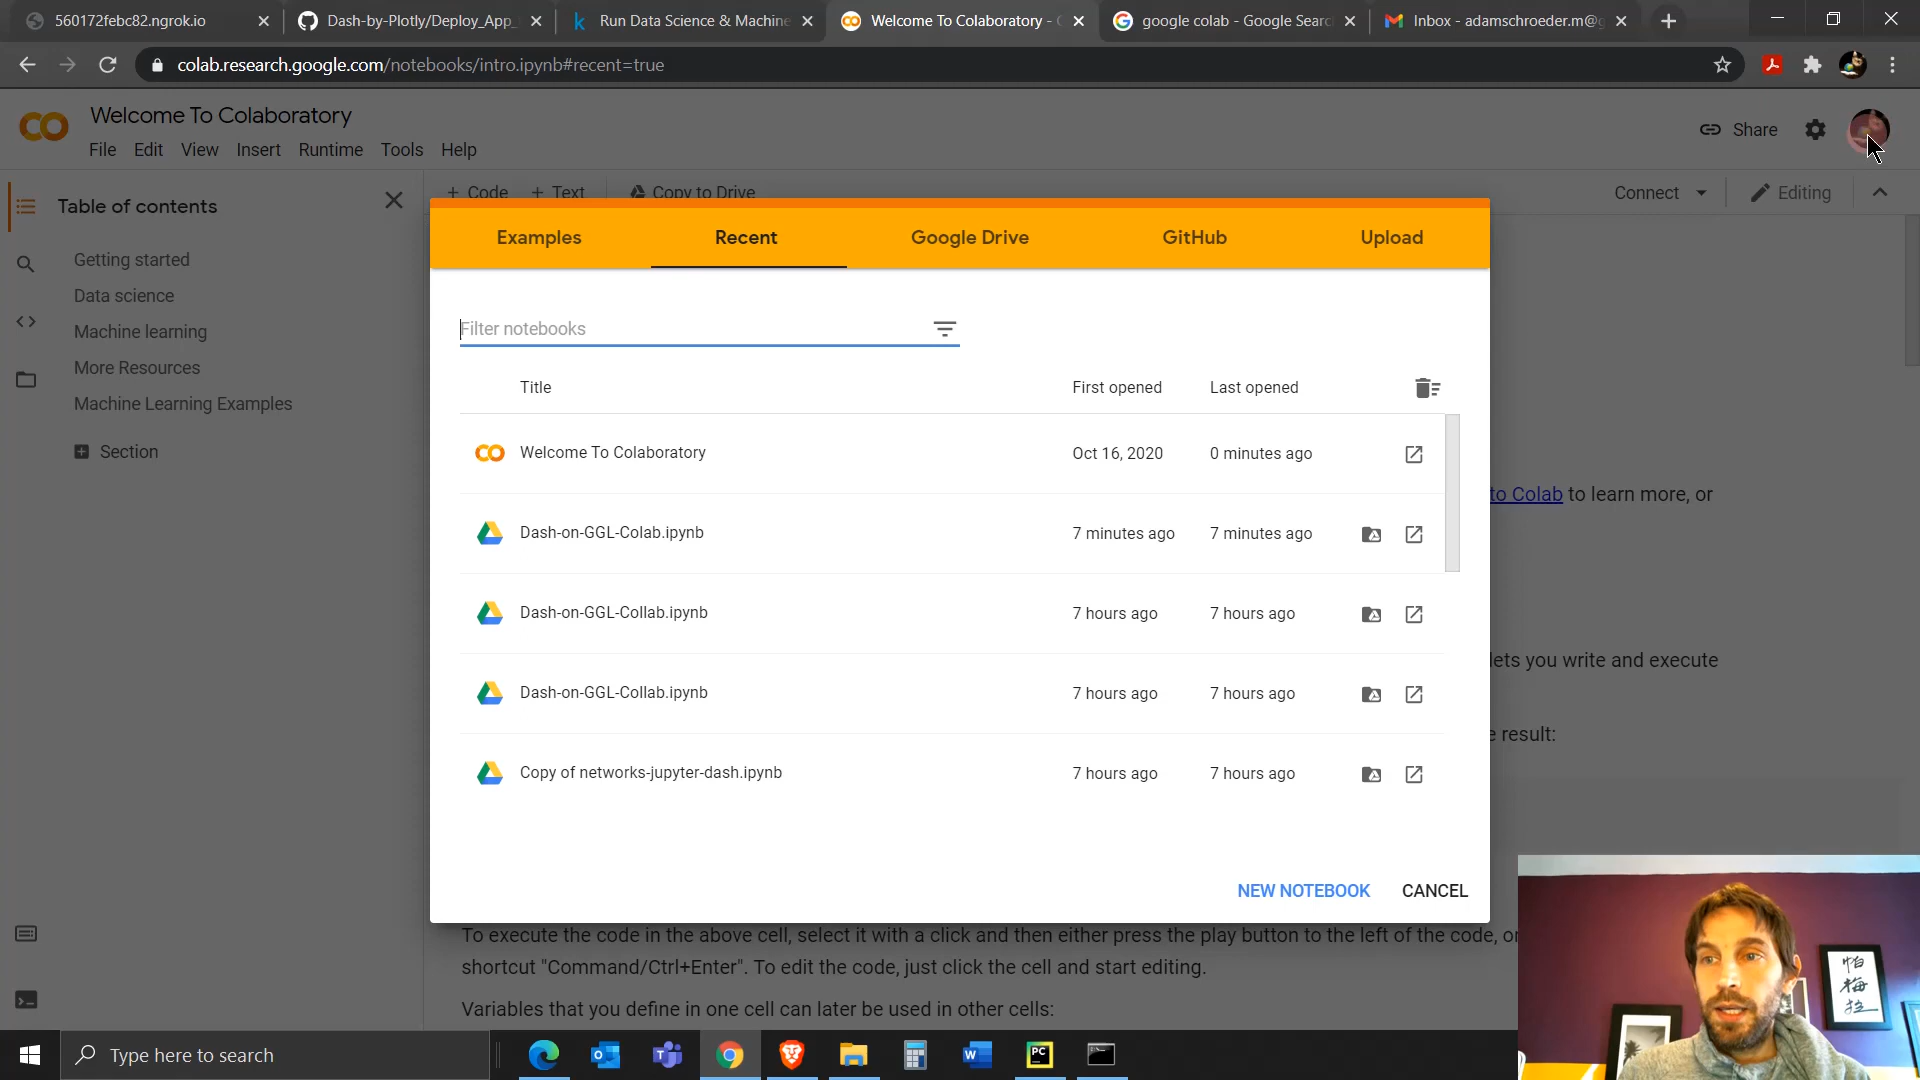 560172febc82.ngrok.io
Dash-by-Plotly/Deploy_App_
Run Data Science & Machine
Welcome To Colaboratory -
google colab - Google Searc
Inbox - adamschroeder.m@g
colab.research.google.com/notebooks/intro.ipynb#recent=true
Welcome To Colaboratory
Share
File Edit View Insert Runtime Tools Help
Table of contents
+ Code + Text Copy to Drive
Connect
Editing
Getting started
Data science
Machine learning
More Resources
Machine Learning Examples
Section
Examples Recent Google Drive GitHub Upload
Filter notebooks
Title First opened Last opened
Welcome To Colaboratory Oct 16, 2020 0 minutes ago
Dash-on-GGL-Colab.ipynb 7 minutes ago 7 minutes ago
Dash-on-GGL-Collab.ipynb 7 hours ago 7 hours ago
Dash-on-GGL-Collab.ipynb 7 hours ago 7 hours ago
Copy of networks-jupyter-dash.ipynb 7 hours ago 7 hours ago
NEW NOTEBOOK CANCEL
to Colab to learn more, or
lets you write and execute
e result:
To execute the code in the above cell, select it with a click and then either press the play button to the left of the code, or
shortcut "Command/Ctrl+Enter". To edit the code, just click the cell and start editing.
Variables that you define in one cell can later be used in other cells:
Type here to search
PC
W
怕
梅
拉